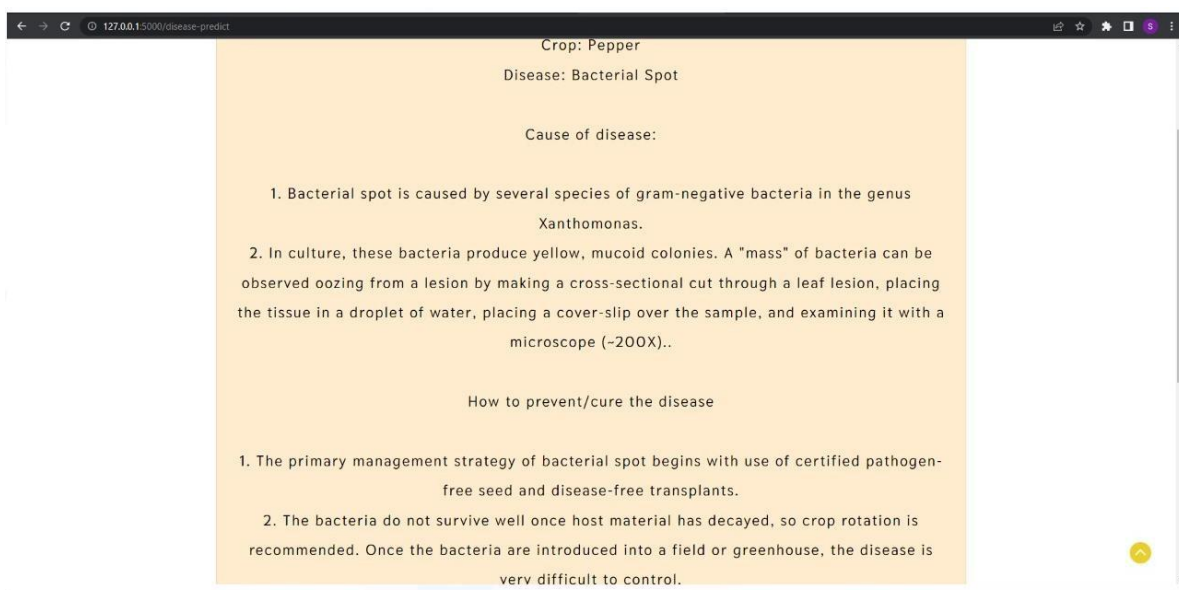 127.0.0.1:5000/disease-predict
S
Crop: Pepper
Disease: Bacterial Spot
Cause of disease:
1. Bacterial spot is caused by several species of gram-negative bacteria in the genus
Xanthomonas.
2. In culture, these bacteria produce yellow, mucoid colonies. A "mass" of bacteria can be
observed oozing from a lesion by making a cross-sectional cut through a leaf lesion, placing
the tissue in a droplet of water, placing a cover-slip over the sample, and examining it with a
microscope (~200X)..
How to prevent/cure the disease
1. The primary management strategy of bacterial spot begins with use of certified pathogen-
free seed and disease-free transplants.
2. The bacteria do not survive well once host material has decayed, so crop rotation is
recommended. Once the bacteria are introduced into a field or greenhouse, the disease is
very difficult to control.